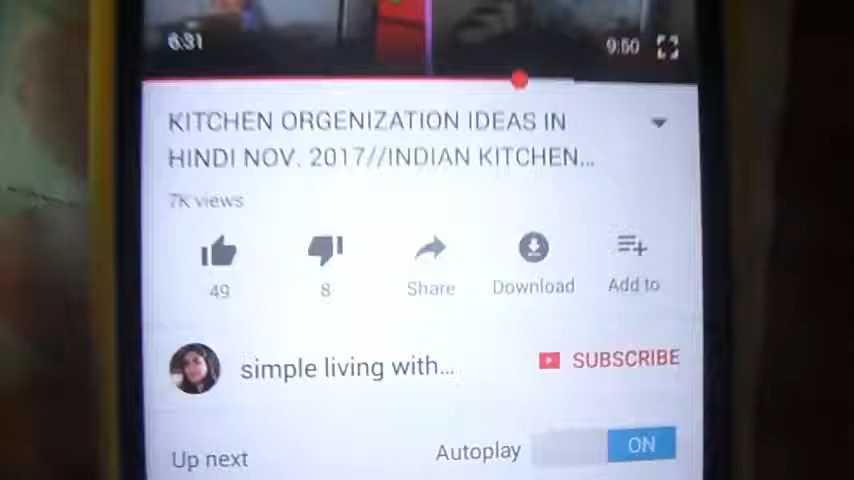 6:31 9:50
KITCHEN ORGENIZATION IDEAS IN
HINDI NOV. 2017//INDIAN KITCHEN...
7K views
49 8 Share Download Add to
simple living with... SUBSCRIBE
Up next Autoplay ON